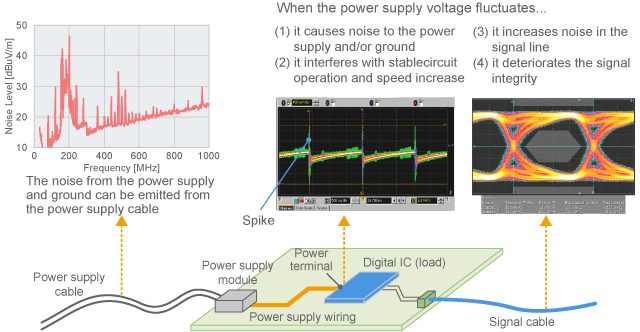 When the power supply voltage fluctuates...
(1) it causes noise to the power
supply and/or ground
(2) it interferes with stablecircuit
operation and speed increase
(3) it increases noise in the
signal line
(4) it deteriorates the signal
integrity
Noise Level [dBuV/m]
50
40
30
20
10
0
200
400
600
800
1000
Frequency [MHz]
The noise from the power supply
and ground can be emitted from
the power supply cable
Spike
Power supply
cable
Power supply
module
Power
terminal
Digital IC (load)
Power supply wiring
Signal cable